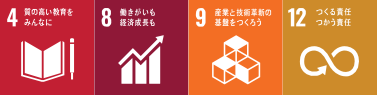 4 質の高い教育を
みんなに
8 働きがいも
経済成長も
9 産業と技術革新の
基盤をつくろう
12 つくる責任
つかう責任